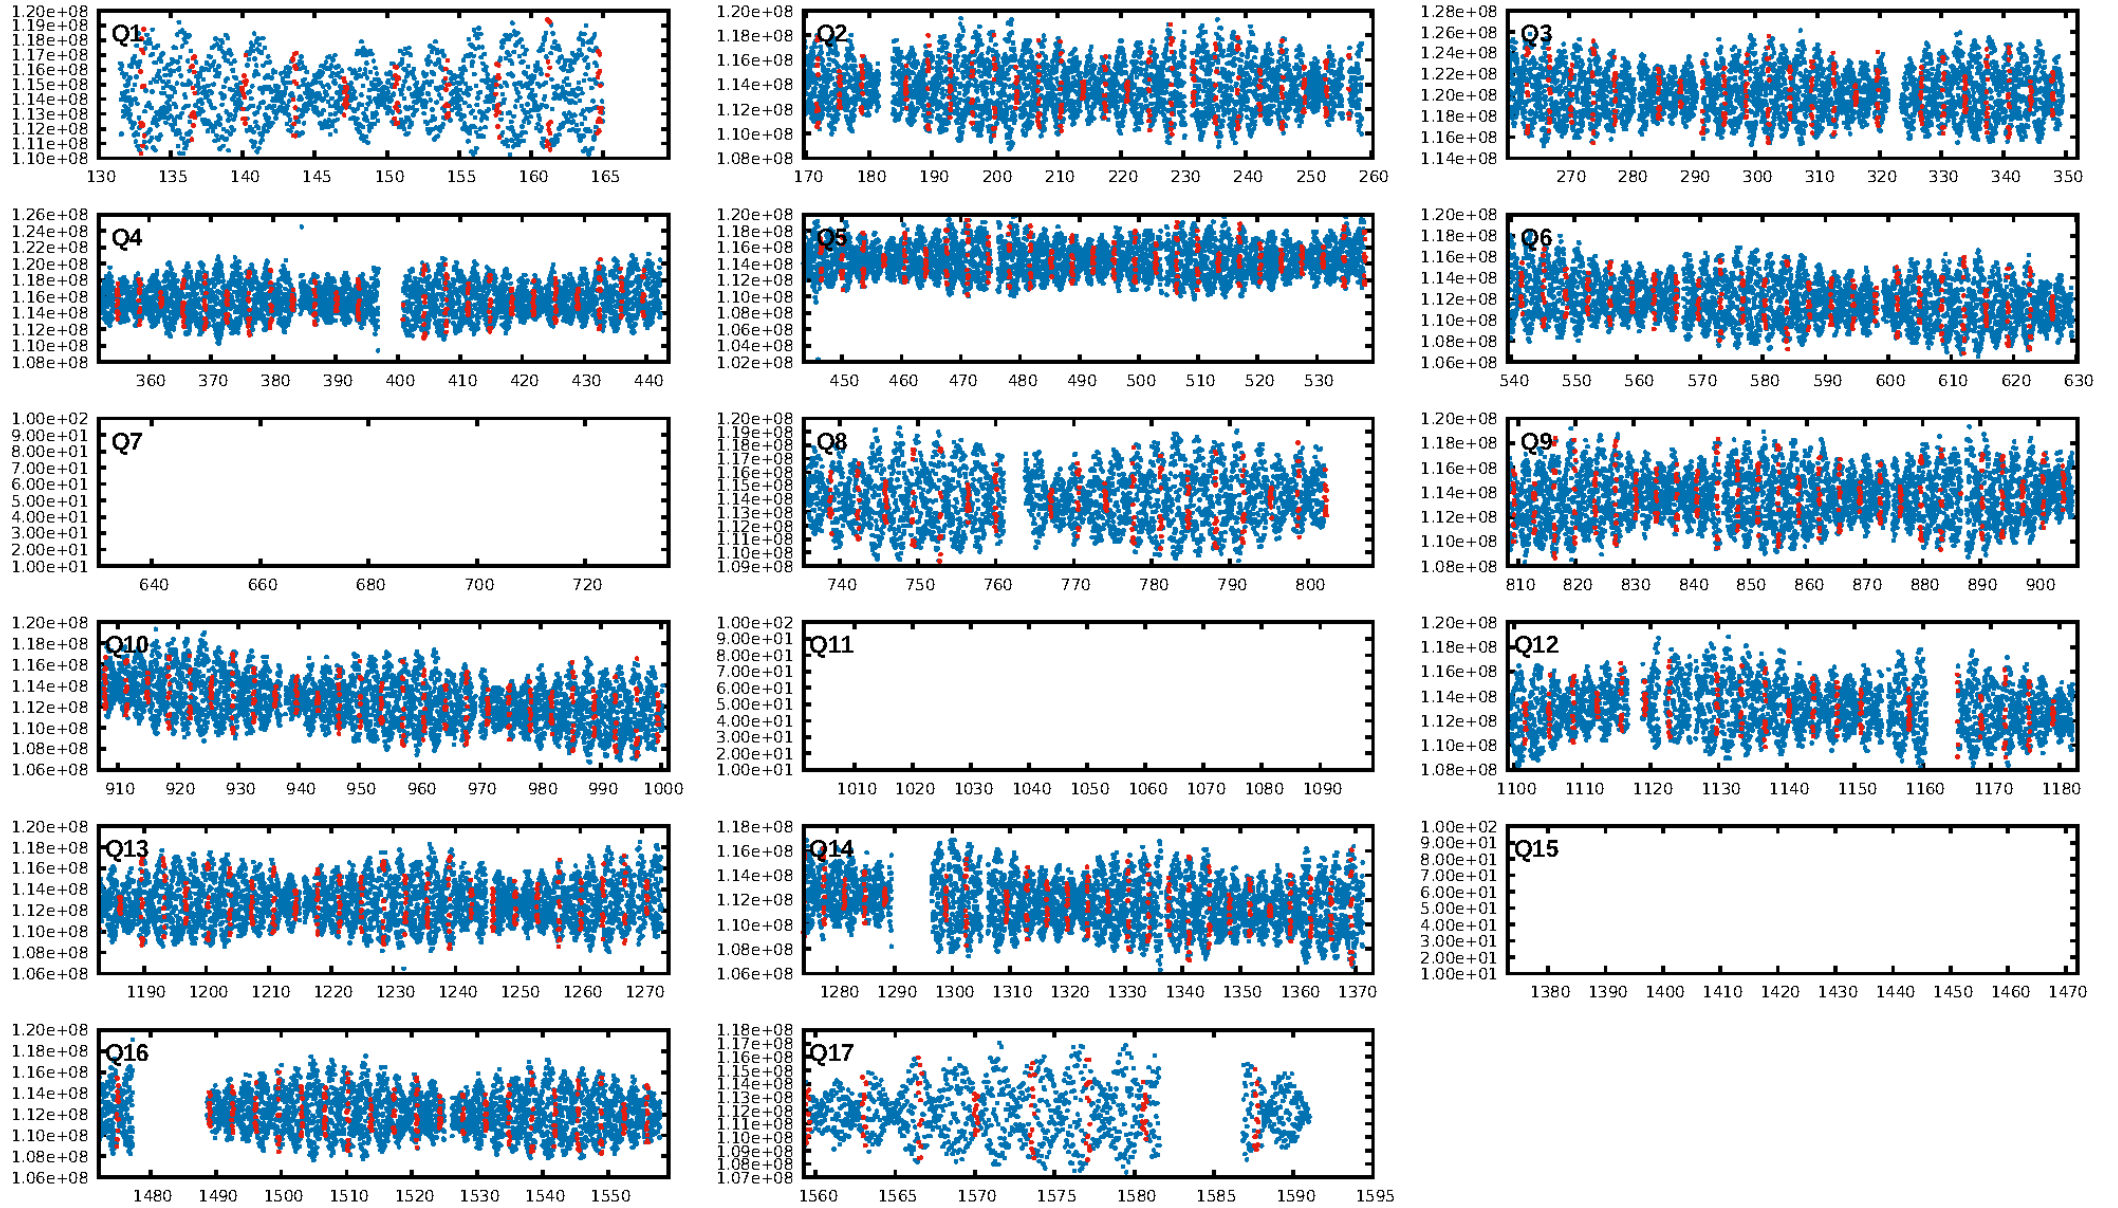 1.20e+08
1.19e+08
Q1
1.18e+08
1.17e+08
1.16e+08
1.15e+08
1.14e+08
1.13e+08
1.12e+08
1.11e+08
1.10e+08
130 135 140 145 150 155 160 165
1.20e+08
Q2
1.18e+08
1.16e+08
1.14e+08
1.12e+08
1.10e+08
1.08e+08
170 180 190 200 210 220 230 240 250 260
1.28e+08
1.26e+08
Q3
1.24e+08
1.22e+08
1.20e+08
1.18e+08
1.16e+08
1.14e+08
270 280 290 300 310 320 330 340 350
1.26e+08
1.24e+08
Q4
1.22e+08
1.20e+08
1.18e+08
1.16e+08
1.14e+08
1.12e+08
1.10e+08
1.08e+08
360 370 380 390 400 410 420 430 440
1.20e+08
Q5
1.18e+08
1.16e+08
1.14e+08
1.12e+08
1.10e+08
1.08e+08
1.06e+08
1.04e+08
1.02e+08
450 460 470 480 490 500 510 520 530
1.20e+08
Q6
1.18e+08
1.16e+08
1.14e+08
1.12e+08
1.10e+08
1.08e+08
1.06e+08
540 550 560 570 580 590 600 610 620 630
1.00e+02
9.00e+01
Q7
8.00e+01
7.00e+01
6.00e+01
5.00e+01
4.00e+01
3.00e+01
2.00e+01
1.00e+01
640 660 680 700 720
1.20e+08
1.19e+08
Q8
1.18e+08
1.17e+08
1.16e+08
1.15e+08
1.14e+08
1.13e+08
1.12e+08
1.11e+08
1.10e+08
1.09e+08
740 750 760 770 780 790 800
1.20e+08
Q9
1.18e+08
1.16e+08
1.14e+08
1.12e+08
1.10e+08
1.08e+08
810 820 830 840 850 860 870 880 890 900
1.20e+08
Q10
1.18e+08
1.16e+08
1.14e+08
1.12e+08
1.10e+08
1.08e+08
1.06e+08
910 920 930 940 950 960 970 980 990 1000
1.00e+02
9.00e+01
Q11
8.00e+01
7.00e+01
6.00e+01
5.00e+01
4.00e+01
3.00e+01
2.00e+01
1.00e+01
1010 1020 1030 1040 1050 1060 1070 1080 1090
1.20e+08
Q12
1.18e+08
1.16e+08
1.14e+08
1.12e+08
1.10e+08
1.08e+08
1100 1110 1120 1130 1140 1150 1160 1170 1180
1.20e+08
Q13
1.18e+08
1.16e+08
1.14e+08
1.12e+08
1.10e+08
1.08e+08
1.06e+08
1190 1200 1210 1220 1230 1240 1250 1260 1270
1.18e+08
Q14
1.16e+08
1.14e+08
1.12e+08
1.10e+08
1.08e+08
1.06e+08
1280 1290 1300 1310 1320 1330 1340 1350 1360 1370
1.00e+02
9.00e+01
Q15
8.00e+01
7.00e+01
6.00e+01
5.00e+01
4.00e+01
3.00e+01
2.00e+01
1.00e+01
1380 1390 1400 1410 1420 1430 1440 1450 1460 1470
1.20e+08
Q16
1.18e+08
1.16e+08
1.14e+08
1.12e+08
1.10e+08
1.08e+08
1.06e+08
1480 1490 1500 1510 1520 1530 1540 1550
1.18e+08
1.17e+08
Q17
1.16e+08
1.15e+08
1.14e+08
1.13e+08
1.12e+08
1.11e+08
1.10e+08
1.09e+08
1.08e+08
1.07e+08
1560 1565 1570 1575 1580 1585 1590 1595